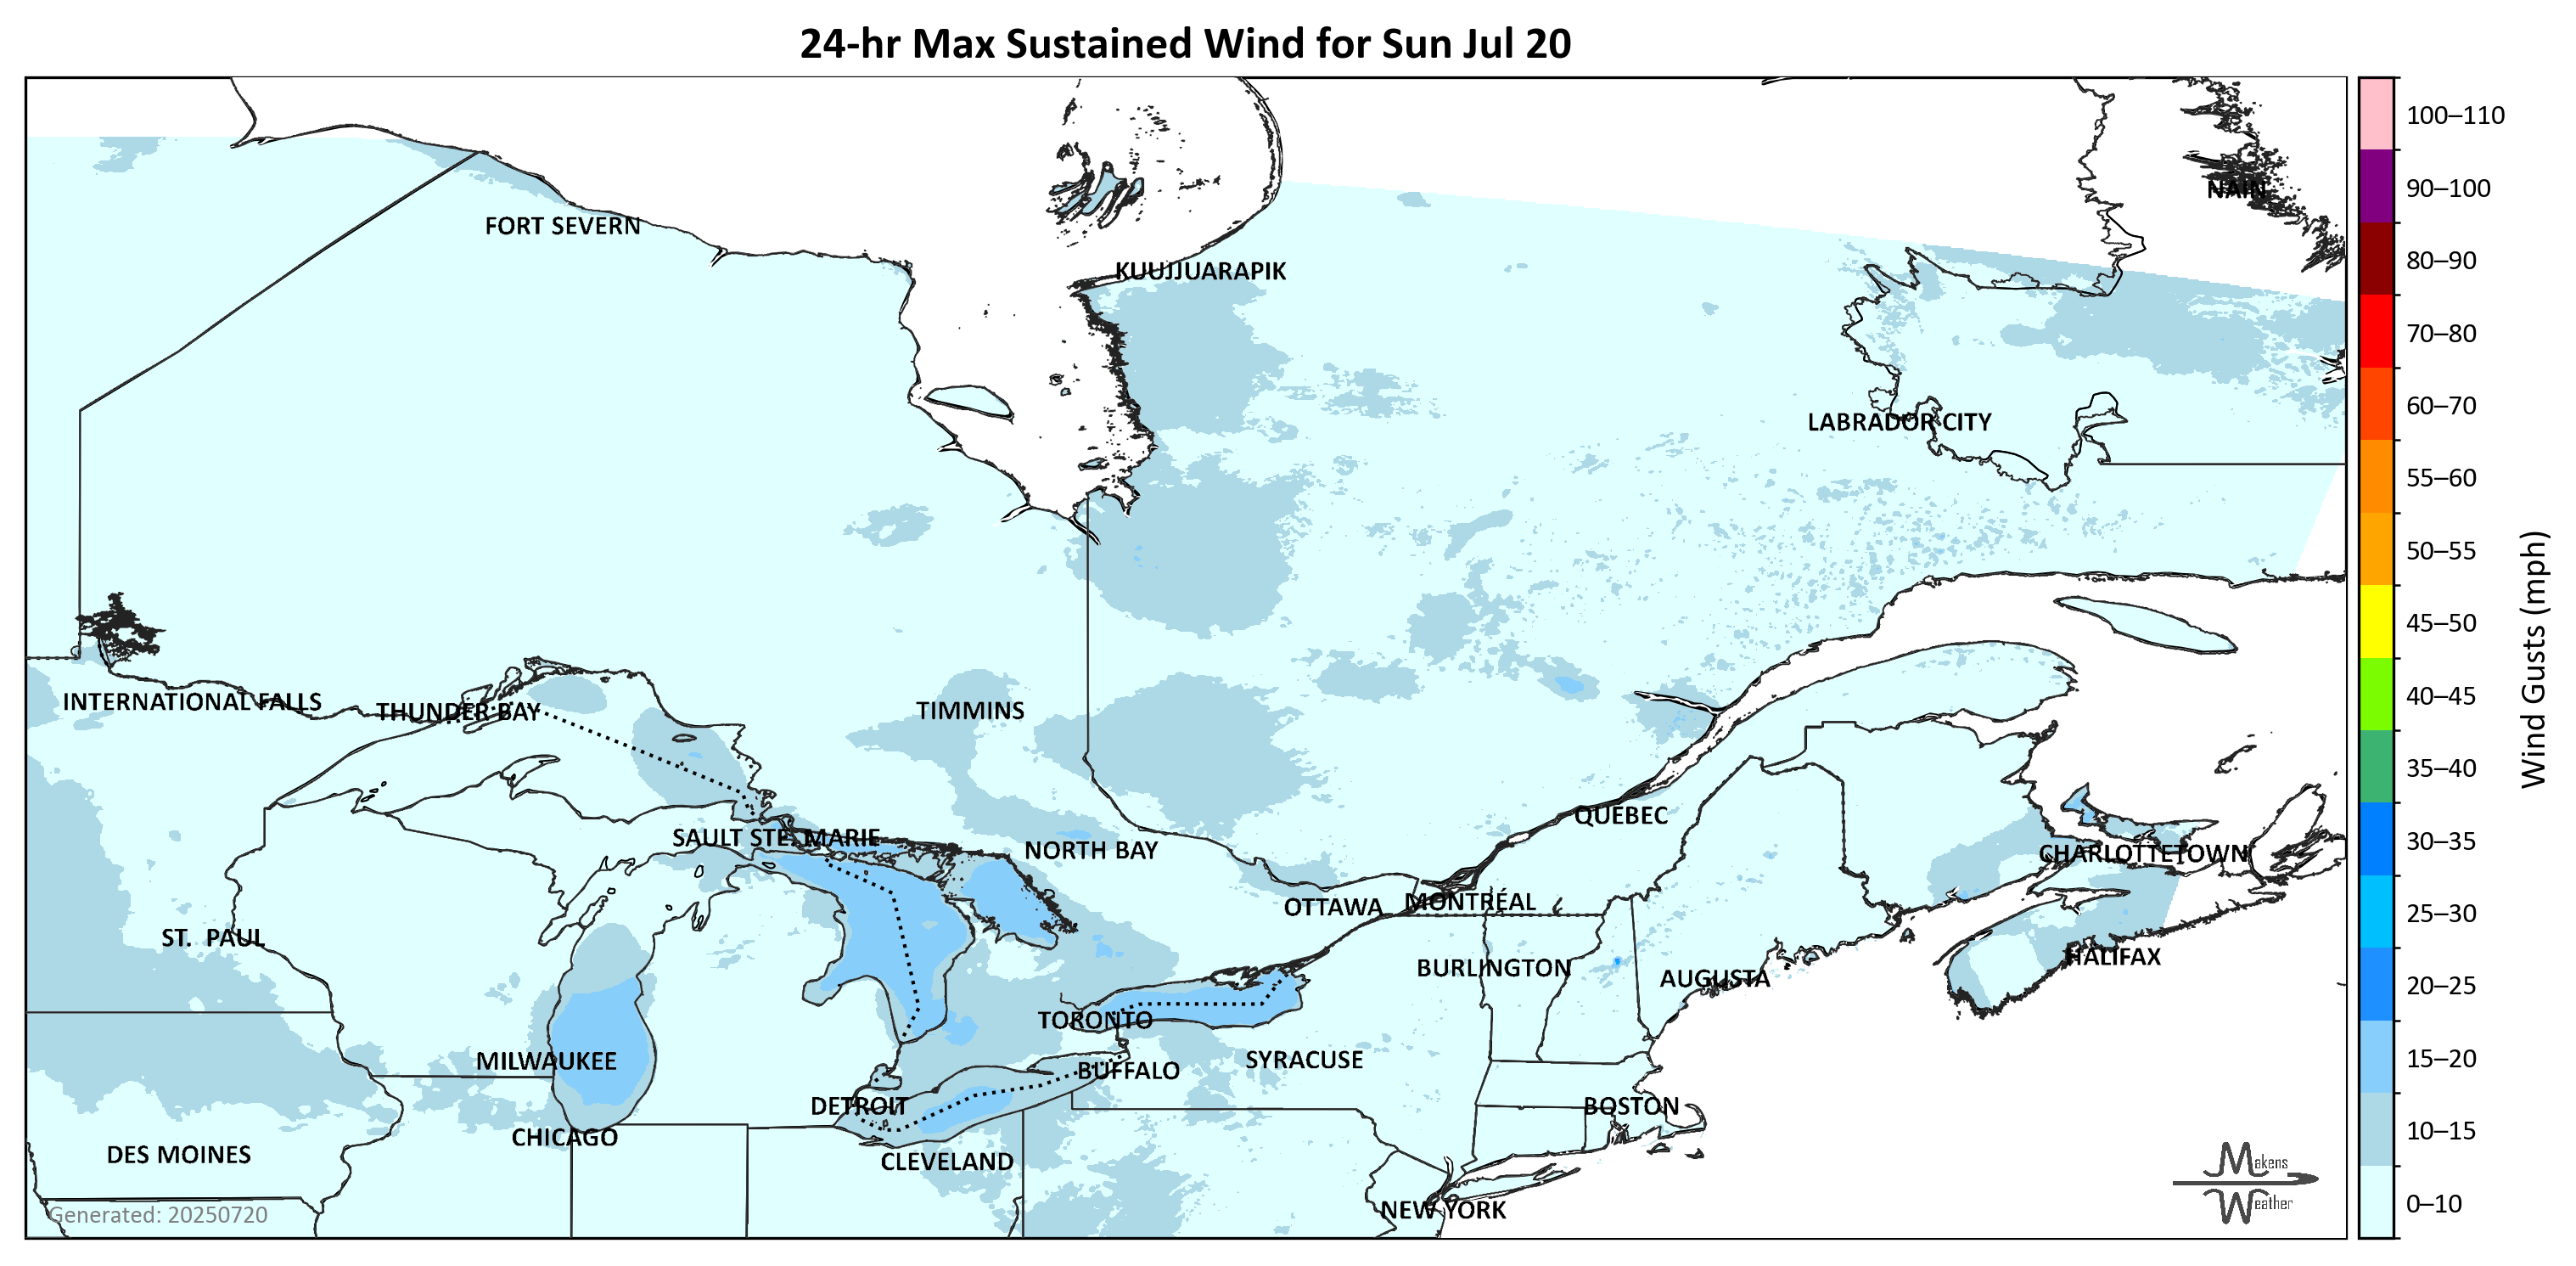 24-hr Max Sustained Wind for Sun Jul 20
100–110
90–100
NAIN
FORT SEVERN
80–90
KUUJJUARAPIK
70–80
60–70
LABRADOR CITY
55–60
50–55
45–50
Wind Gusts (mph)
INTERNATIONAL FALLS
THUNDER BAY
TIMMINS
40–45
35–40
QUEBEC
SAULT STE. MARIE
NORTH BAY
CHARLOTTETOWN
30–35
OTTAWA
MONTRÉAL
25–30
ST. PAUL
BURLINGTON
AUGUSTA
HALIFAX
20–25
TORONTO
MILWAUKEE
BUFFALO
SYRACUSE
15–20
DETROIT
BOSTON
CHICAGO
10–15
DES MOINES
CLEVELAND
Makens
Weather
NEW YORK
0–10
Generated: 20250720